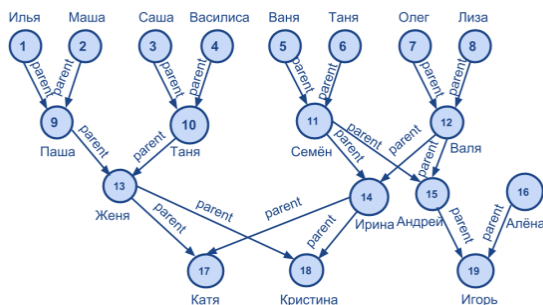 Илья Маша Саша Василиса Ваня Таня Олег Лиза
1 2 3 4 5 6 7 8
parent parent parent parent parent parent parent parent
9 10 11 12
Паша Таня Семён Валя
parent parent parent parent parent parent
13 14 15 16
Женя Ирина Андрей Алёна
parent parent parent parent parent parent
17 18 19
Катя Кристина Игорь